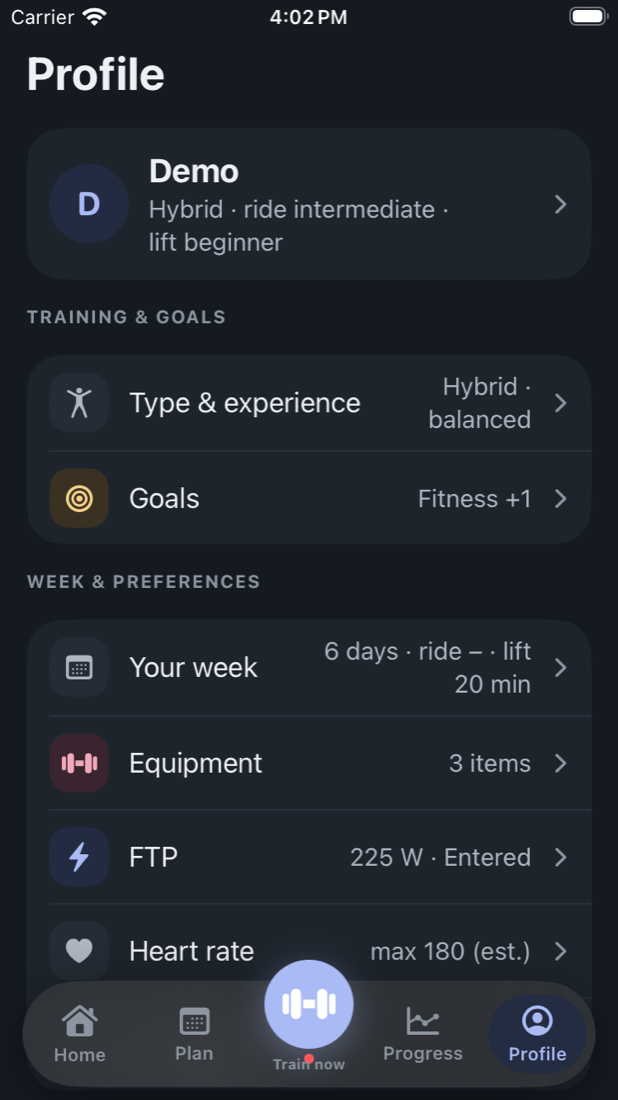 Carrier 4:02 PM
Profile
D
Demo
Hybrid · ride intermediate ·
lift beginner
TRAINING & GOALS
Type & experience
Hybrid ·
balanced
Goals
Fitness +1
WEEK & PREFERENCES
Your week
6 days · ride – · lift
20 min
Equipment
3 items
FTP
225 W · Entered
Heart rate
max 180 (est.)
Home
Plan
Train now
Progress
Profile